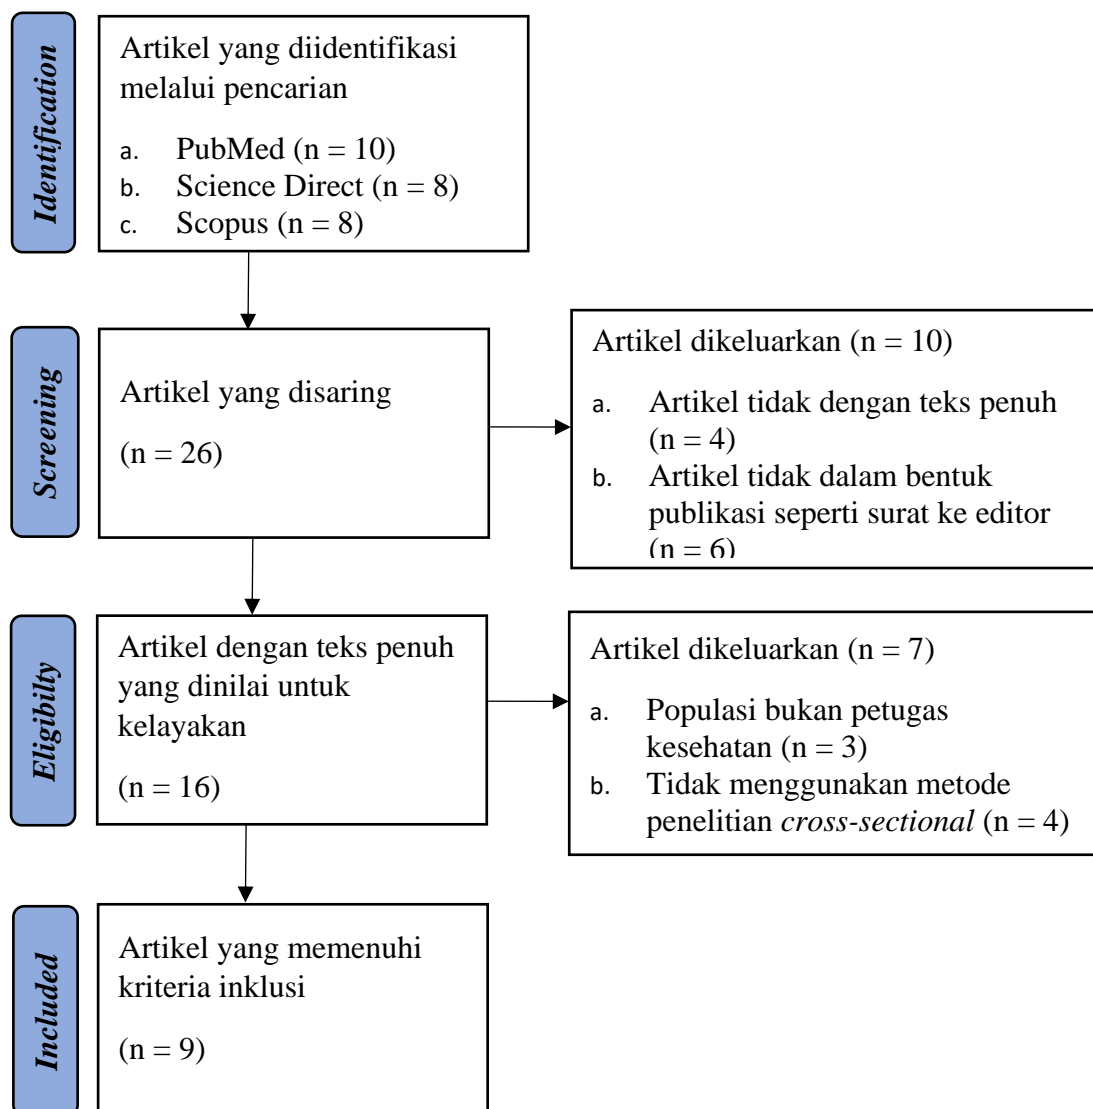 Identification
Artikel yang diidentifikasi
melalui pencarian
a. PubMed (n = 10)
b. Science Direct (n = 8)
c. Scopus (n = 8)
Screening
Artikel yang disaring
(n = 26)
Artikel dikeluarkan (n = 10)
a. Artikel tidak dengan teks penuh
(n = 4)
b. Artikel tidak dalam bentuk
publikasi seperti surat ke editor
(n = 6)
Eligibilty
Artikel dengan teks penuh
yang dinilai untuk
kelayakan
(n = 16)
Artikel dikeluarkan (n = 7)
a. Populasi bukan petugas
kesehatan (n = 3)
b. Tidak menggunakan metode
penelitian cross-sectional (n = 4)
Included
Artikel yang memenuhi
kriteria inklusi
(n = 9)